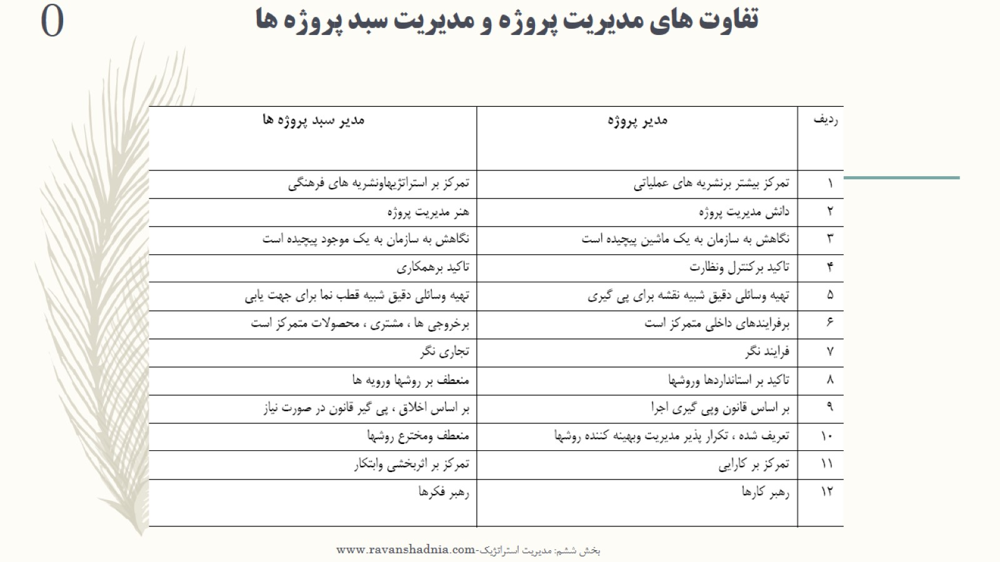 0
تفاوت های مدیریت پروژه و مدیریت سبد پروژه ها
ردیف مدیر پروژه مدیر سبد پروژه ها
۱ تمرکز بیشتر برنشریه های عملیاتی تمرکز بر استراتژیهاونشریه های فرهنگی
۲ دانش مدیریت پروژه هنر مدیریت پروژه
۳ نگاهش به سازمان به یک ماشین پیچیده است نگاهش به سازمان به یک موجود پیچیده است
۴ تاکید برکنترل ونظارت تاکید برهمکاری
۵ تهیه وسائلی دقیق شبیه نقشه برای پی گیری تهیه وسائلی دقیق شبیه قطب نما برای جهت یابی
۶ برفرایندهای داخلی متمرکز است برخروجی ها ، مشتری ، محصولات متمرکز است
۷ فرایند نگر تجاری نگر
۸ تاکید بر استانداردها وروشها منعطف بر روشها ورویه ها
۹ بر اساس قانون وپی گیری اجرا بر اساس اخلاق ، پی گیر قانون در صورت نیاز
۱۰ تعریف شده ، تکرار پذیر مدیریت وبهینه کننده روشها منعطف ومخترع روشها
۱۱ تمرکز بر کارایی تمرکز بر اثربخشی وابتکار
۱۲ رهبر کارها رهبر فکرها
بخش ششم: مدیریت استراتژیک-www.ravanshadnia.com